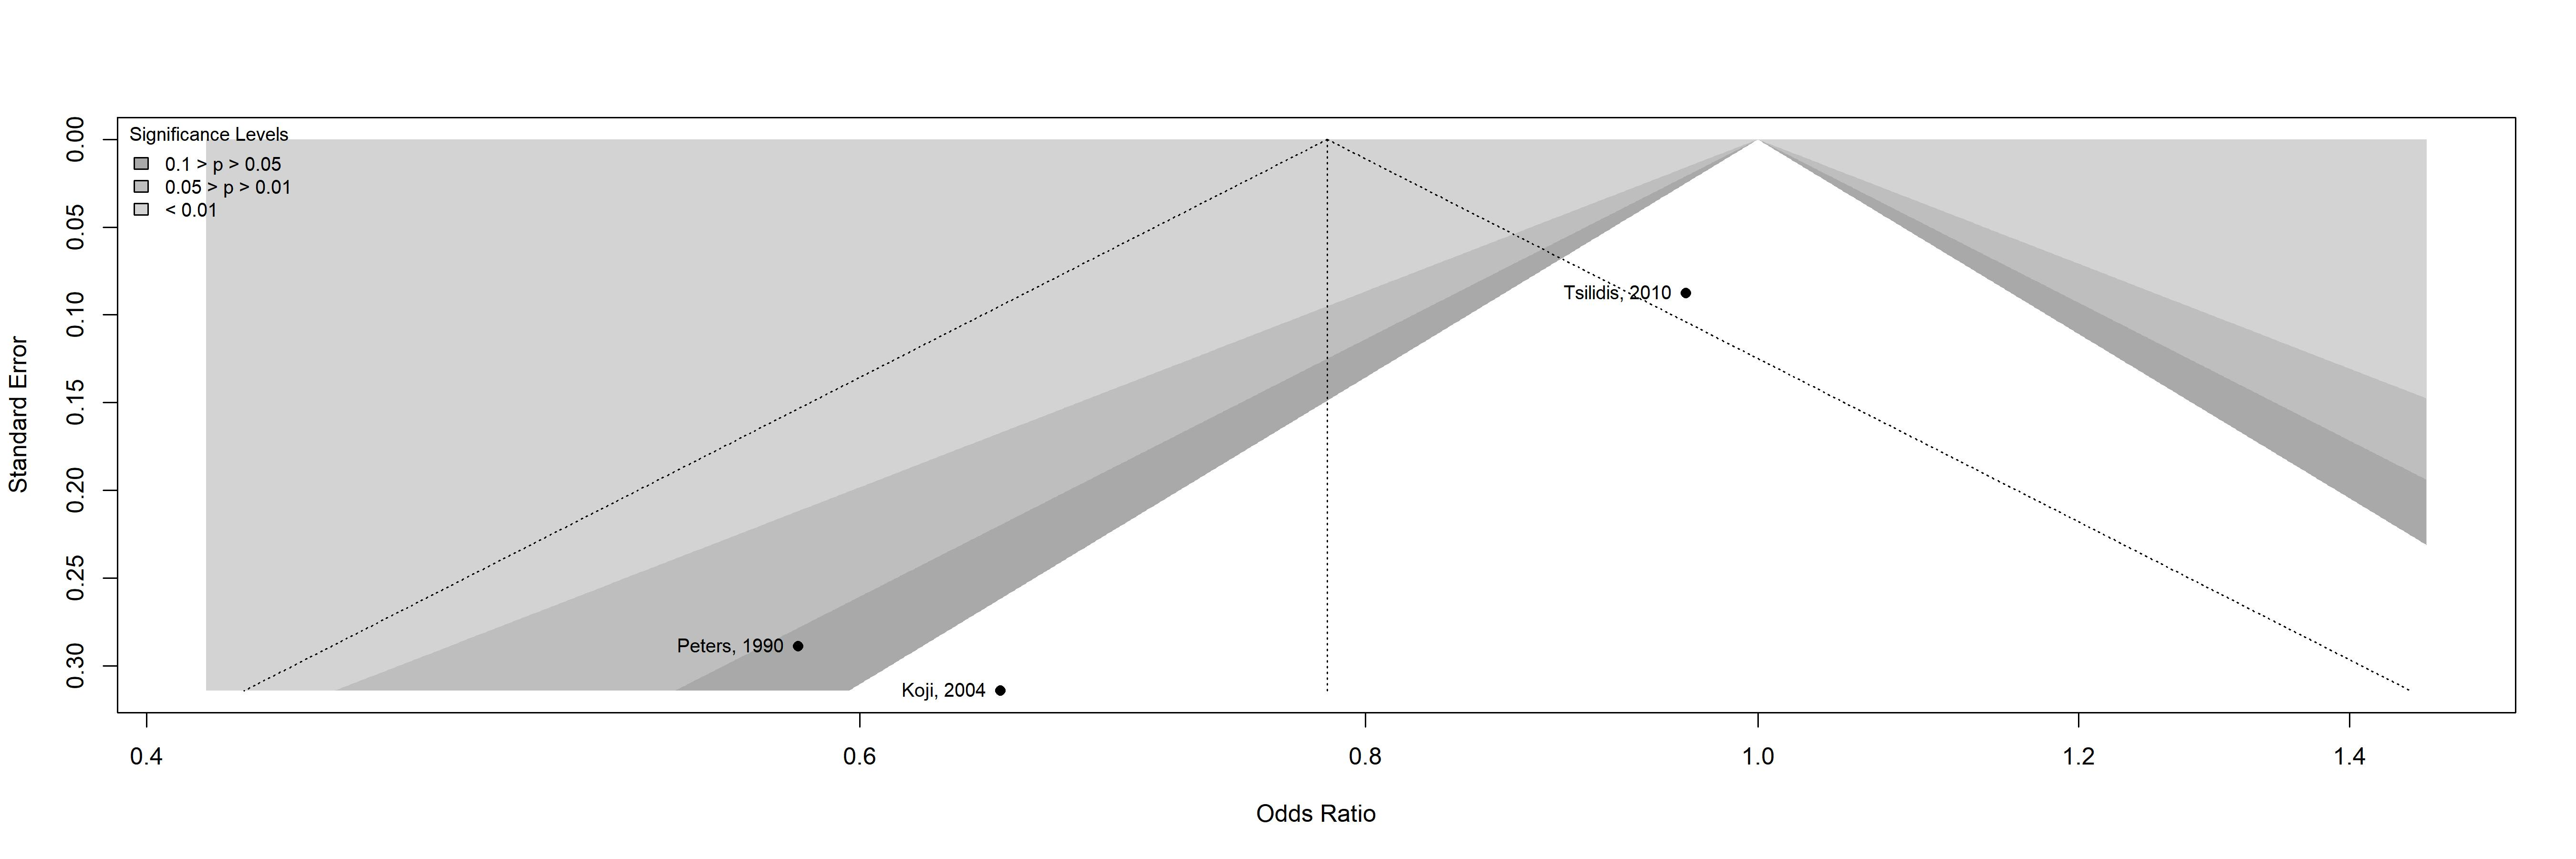 Significance Levels
0.1 > p > 0.05
0.05 > p > 0.01
< 0.01
0.00
0.05
0.10
0.15
0.20
0.25
0.30
Standard Error
Tsilidis, 2010
Peters, 1990
Koji, 2004
0.4
0.6
0.8
1.0
1.2
1.4
Odds Ratio